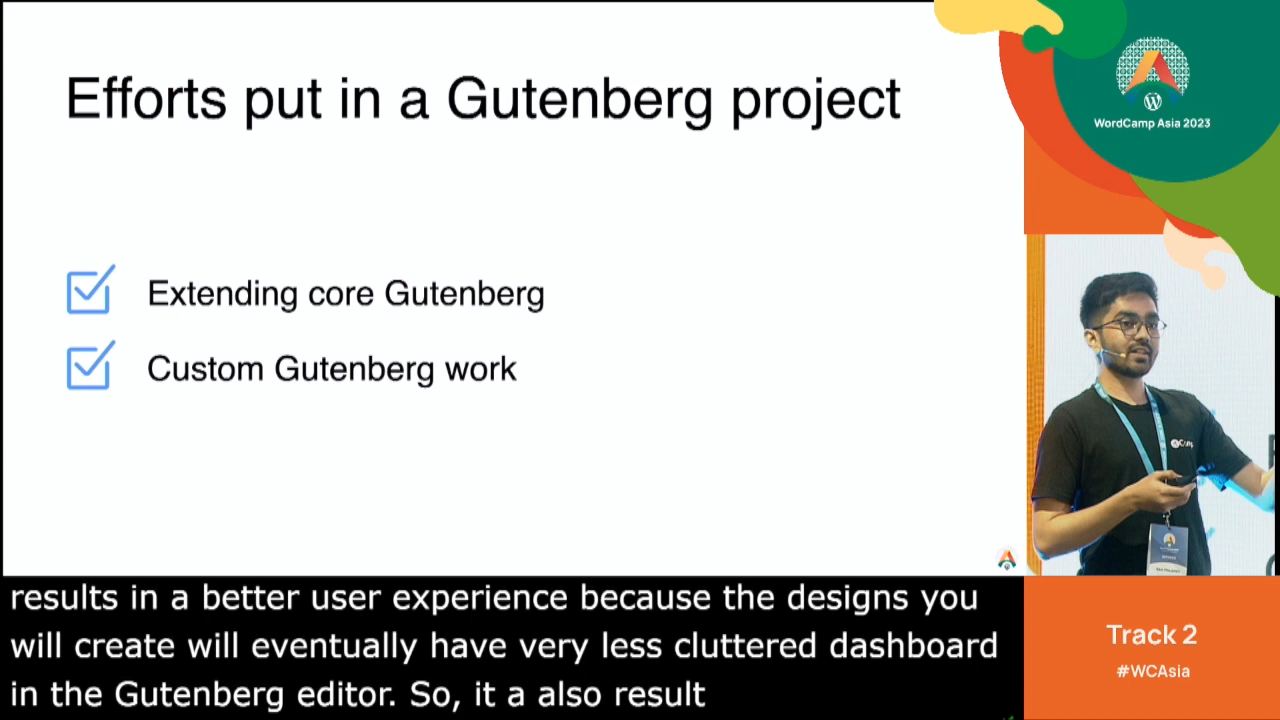 Efforts put in a Gutenberg project
Extending core Gutenberg
Custom Gutenberg work
WordCamp Asia 2023
results in a better user experience because the designs you
will create will eventually have very less cluttered dashboard
in the Gutenberg editor. So, it a also result
Track 2
#WCAsia